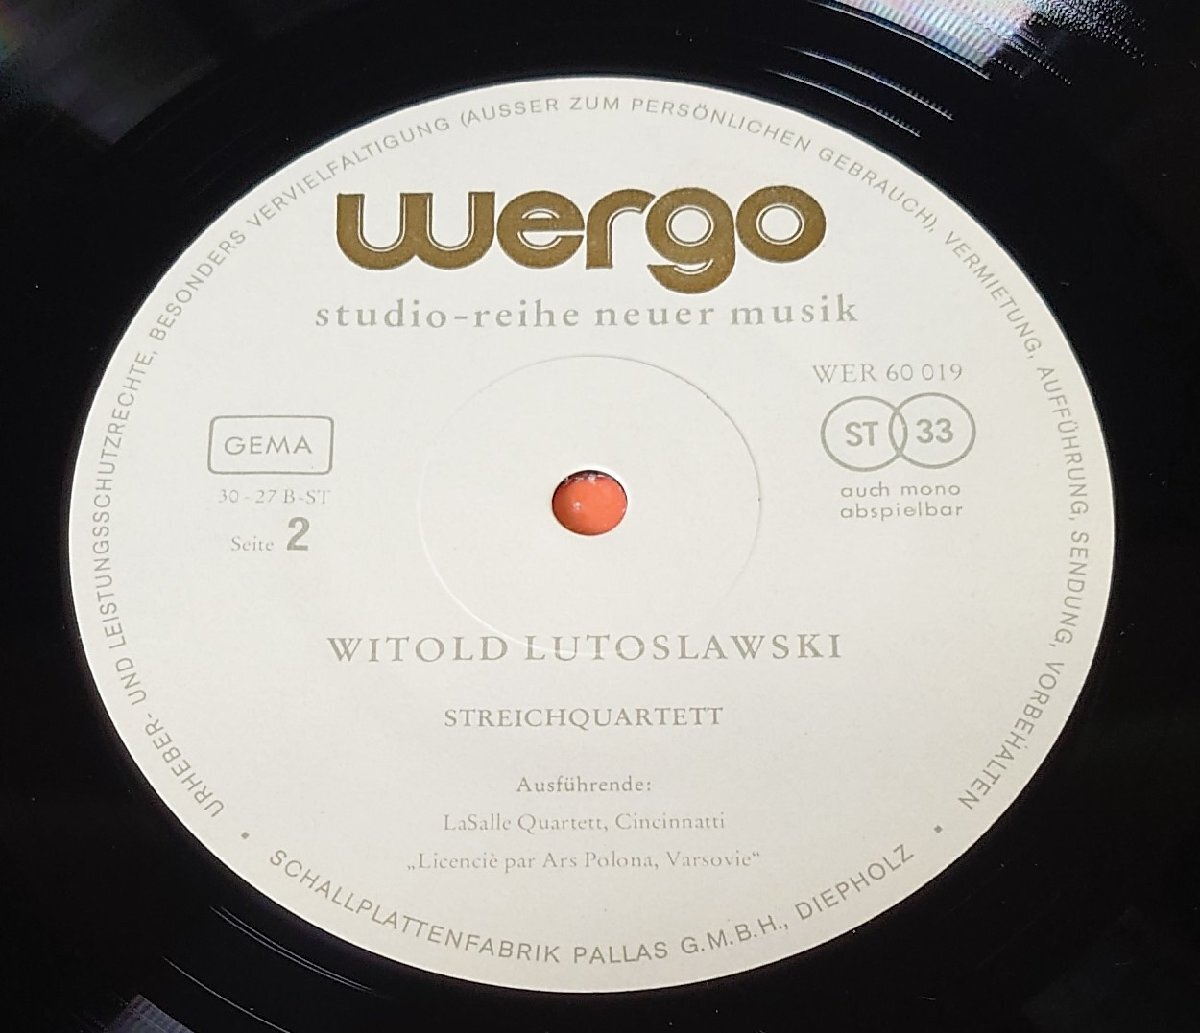 URHEBER- UND LEISTUNGSSCHUTZRECHTE, BESONDERS VERVIELFÄLTIGUNG (AUSSER ZUM PERSÖNLICHEN GEBRAUCH), VERMIETUNG, AUFFÜHRUNG, SENDUNG, VORBEHALTEN
wergo
studio-reihe neuer musik
WER 60 019
ST 33
auch mono
abspielbar
GEMA
30-27 B-ST
Seite 2
WITOLD LUTOSLAWSKI
STREICHQUARTETT
Ausführende:
LaSalle Quartett, Cincinnatti
„Licenciè par Ars Polona, Varsovie“
• SCHALLPLATTENFABRIK PALLAS G.M.B.H., DIEPHOLZ •